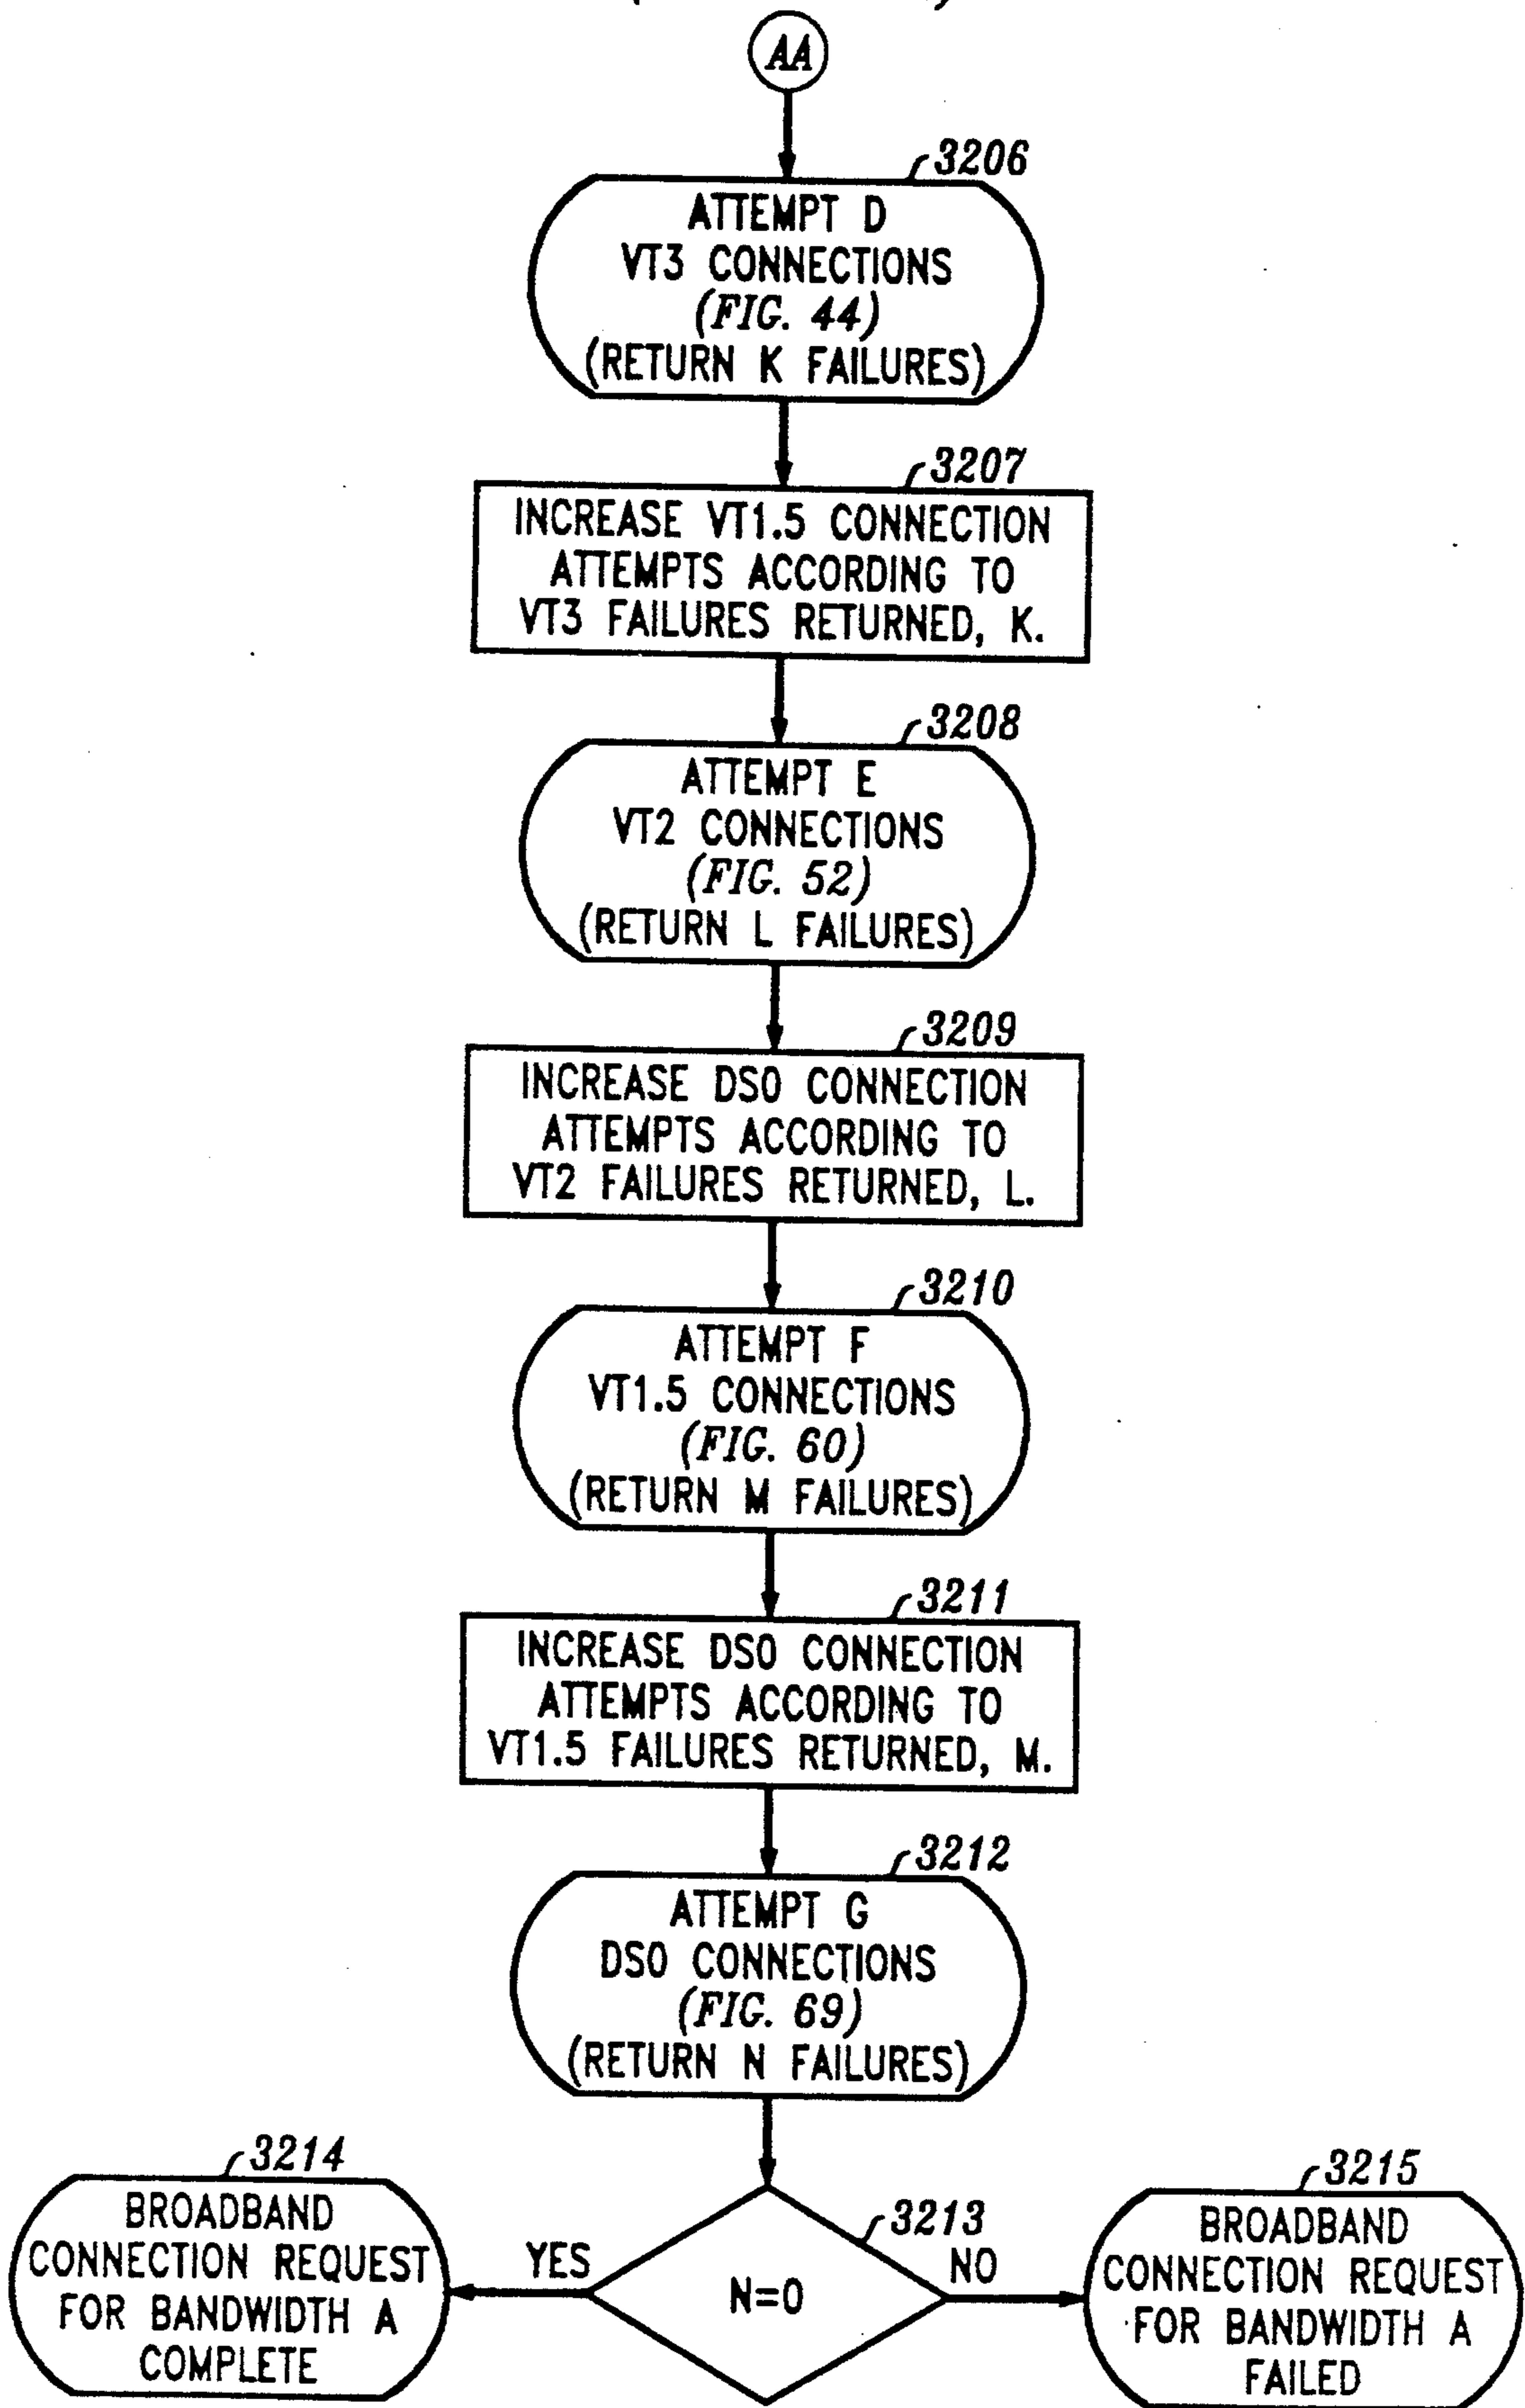 AA
3206
ATTEMPT D
VT3 CONNECTIONS
(FIG. 44)
(RETURN K FAILURES)
3207
INCREASE VT1.5 CONNECTION
ATTEMPTS ACCORDING TO
VT3 FAILURES RETURNED, K.
3208
ATTEMPT E
VT2 CONNECTIONS
(FIG. 52)
(RETURN L FAILURES)
3209
INCREASE DS0 CONNECTION
ATTEMPTS ACCORDING TO
VT2 FAILURES RETURNED, L.
3210
ATTEMPT F
VT1.5 CONNECTIONS
(FIG. 60)
(RETURN M FAILURES)
3211
INCREASE DS0 CONNECTION
ATTEMPTS ACCORDING TO
VT1.5 FAILURES RETURNED, M.
3212
ATTEMPT G
DS0 CONNECTIONS
(FIG. 69)
(RETURN N FAILURES)
3213
N=0
YES
NO
3214
BROADBAND
CONNECTION REQUEST
FOR BANDWIDTH A
COMPLETE
3215
BROADBAND
CONNECTION REQUEST
FOR BANDWIDTH A
FAILED